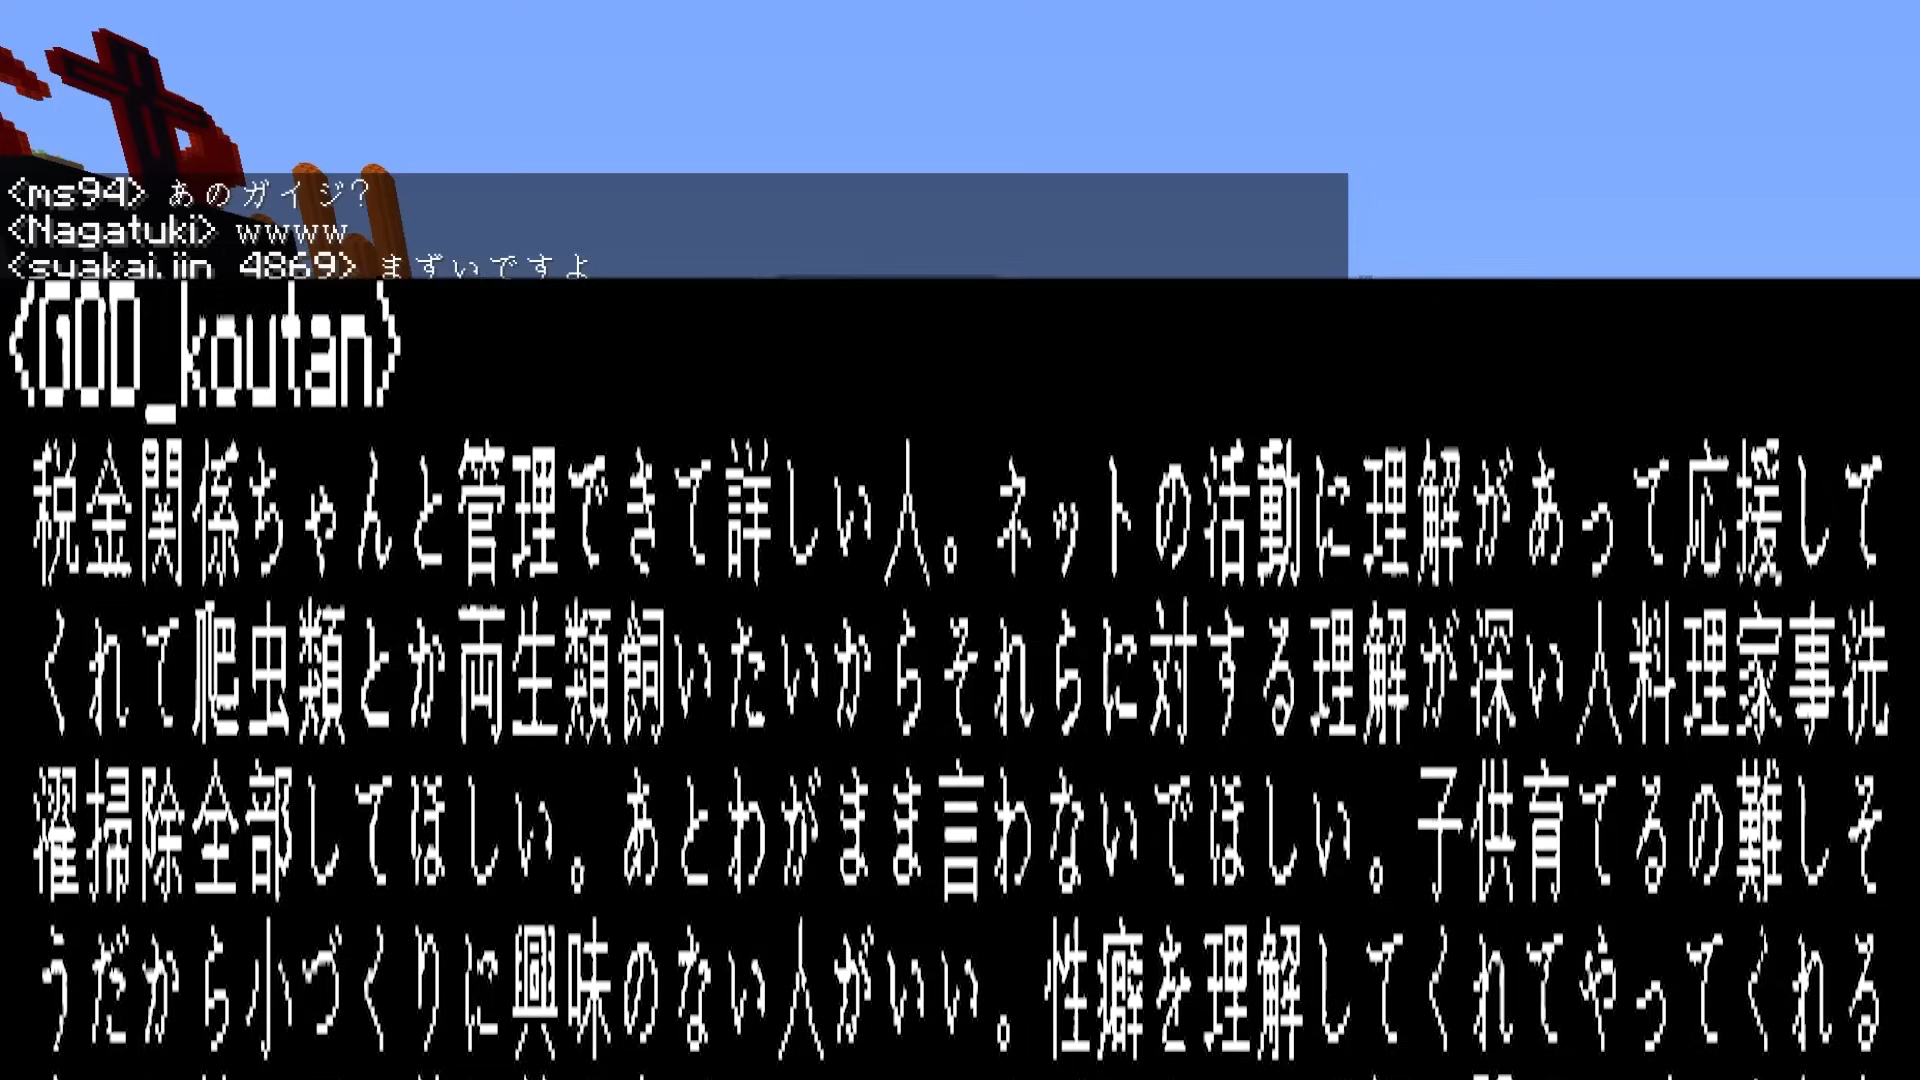 <ms94> あのガイジ?
<Nagatuki> wwww
<syakai.jin_4869> まずいですよ
<GOD_koutan>
税金関係ちゃんと管理できて詳しい人。ネットの活動に理解があって応援して
くれて爬虫類とか両生類飼いたいからそれらに対する理解が深い人料理家事洗
濯掃除全部してほしい。あとわがまま言わないでほしい。子供育てるの難しそ
うだから小づくりに興味のない人がいい。性癖を理解してくれてやってくれる